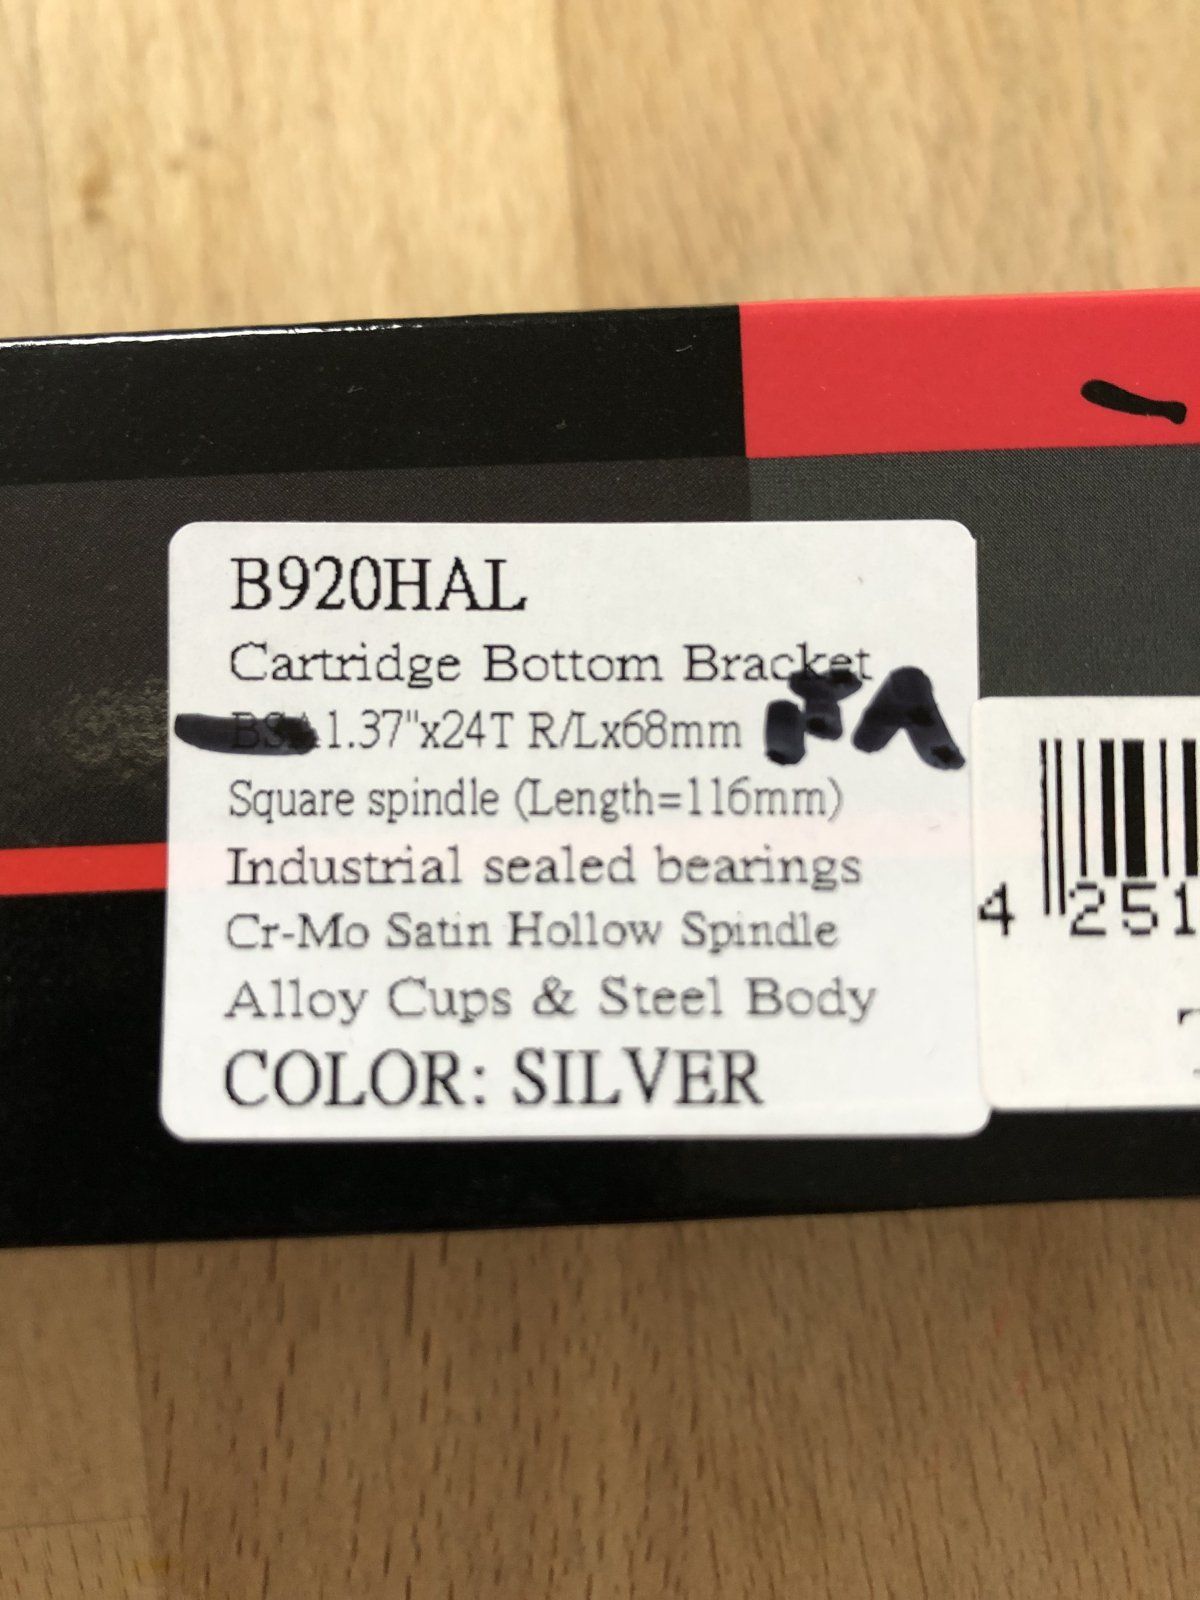 B920HAL
Cartridge Bottom Bracket
BSA 1.37"x24T R/Lx68mm ITA
Square spindle (Length=116mm)
Industrial sealed bearings
Cr-Mo Satin Hollow Spindle
Alloy Cups & Steel Body
COLOR: SILVER
4 251